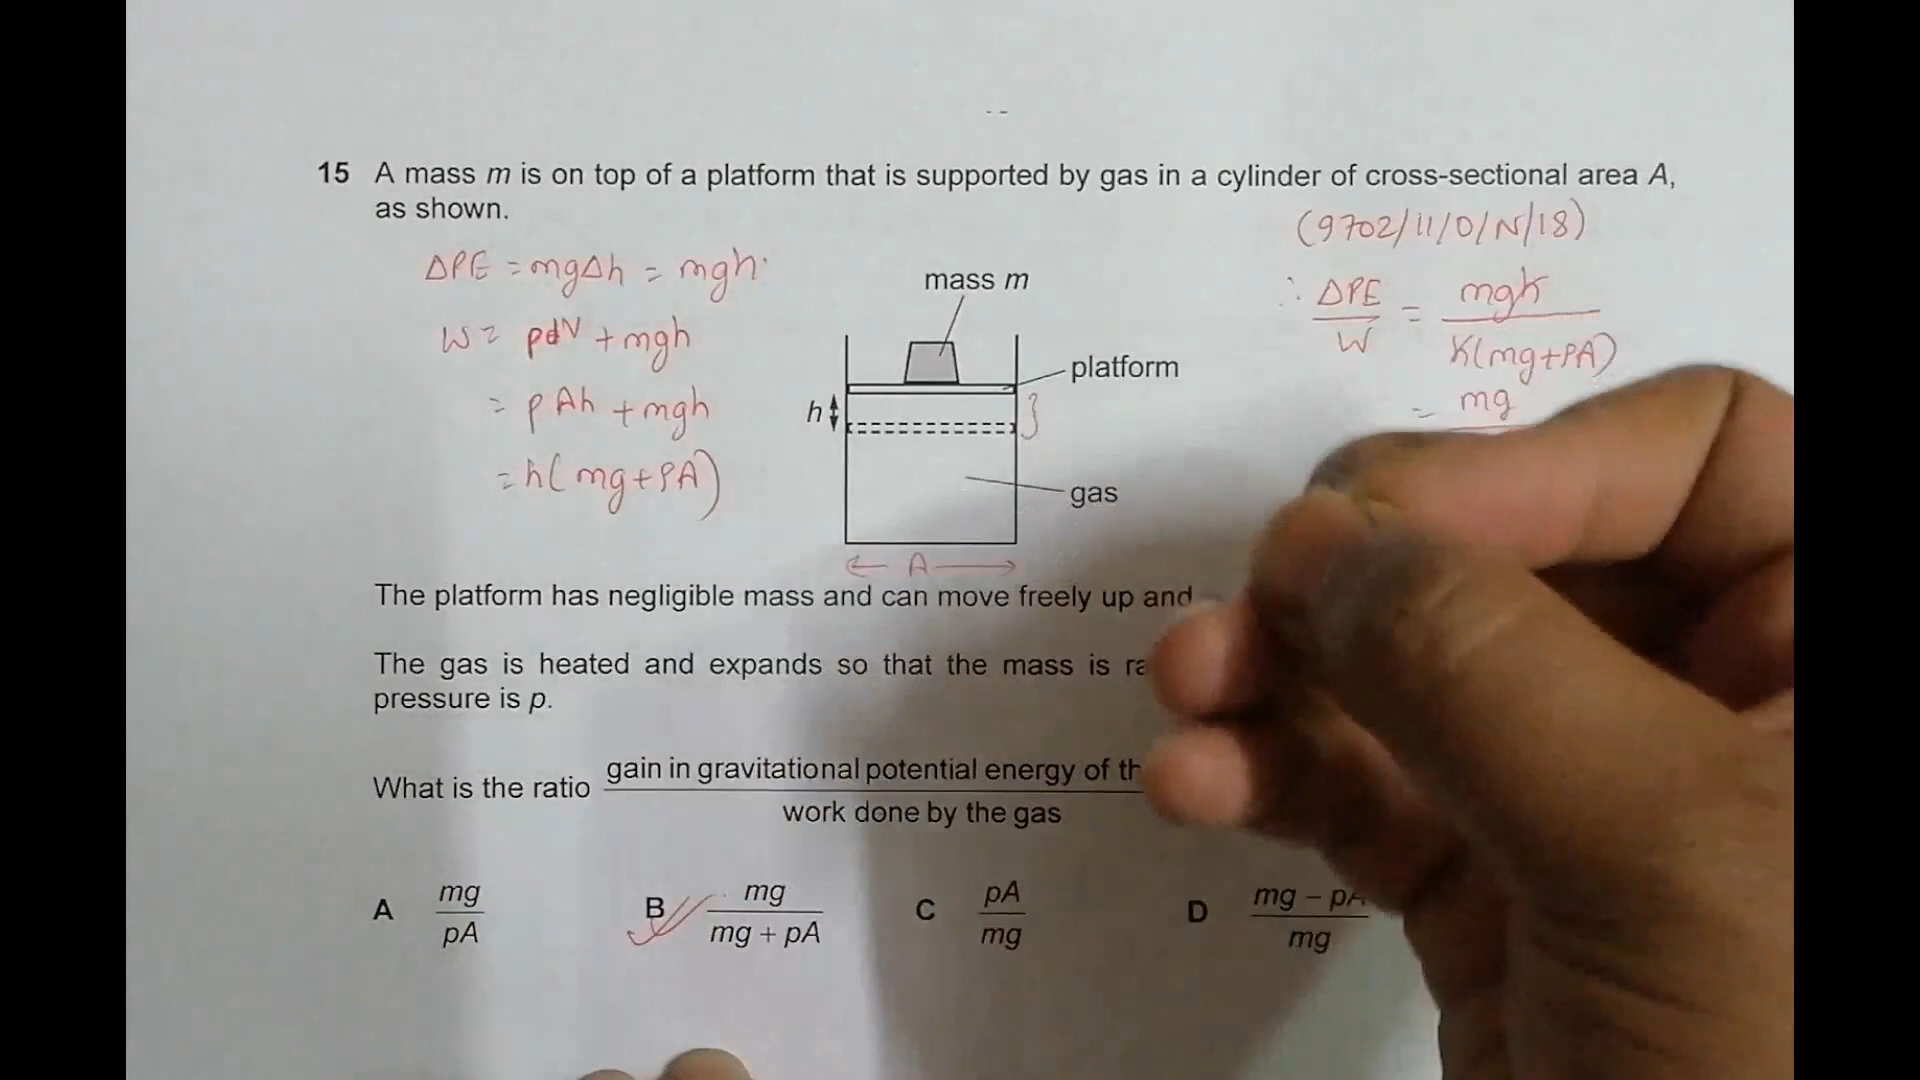 15 A mass m is on top of a platform that is supported by gas in a cylinder of cross-sectional area A,
as shown.
(9702/11/O/N/18)
ΔPE = mgΔh = mgh.
W = pdV + mgh
= pAh + mgh
= h(mg+PA)
mass m
platform
h
gas
A
∴ ΔPE/W = mgh/h(mg+PA)
= mg
The platform has negligible mass and can move freely up and
The gas is heated and expands so that the mass is
pressure is p.
What is the ratio gain in gravitational potential energy of
work done by the gas
A mg/pA B mg/mg + pA C pA/mg D mg – pA/mg